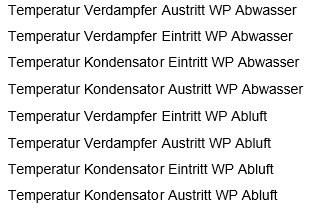 Temperatur Verdampfer Austritt WP Abwasser
Temperatur Verdampfer Eintritt WP Abwasser
Temperatur Kondensator Eintritt WP Abwasser
Temperatur Kondensator Austritt WP Abwasser
Temperatur Verdampfer Eintritt WP Abluft
Temperatur Verdampfer Austritt WP Abluft
Temperatur Kondensator Eintritt WP Abluft
Temperatur Kondensator Austritt WP Abluft